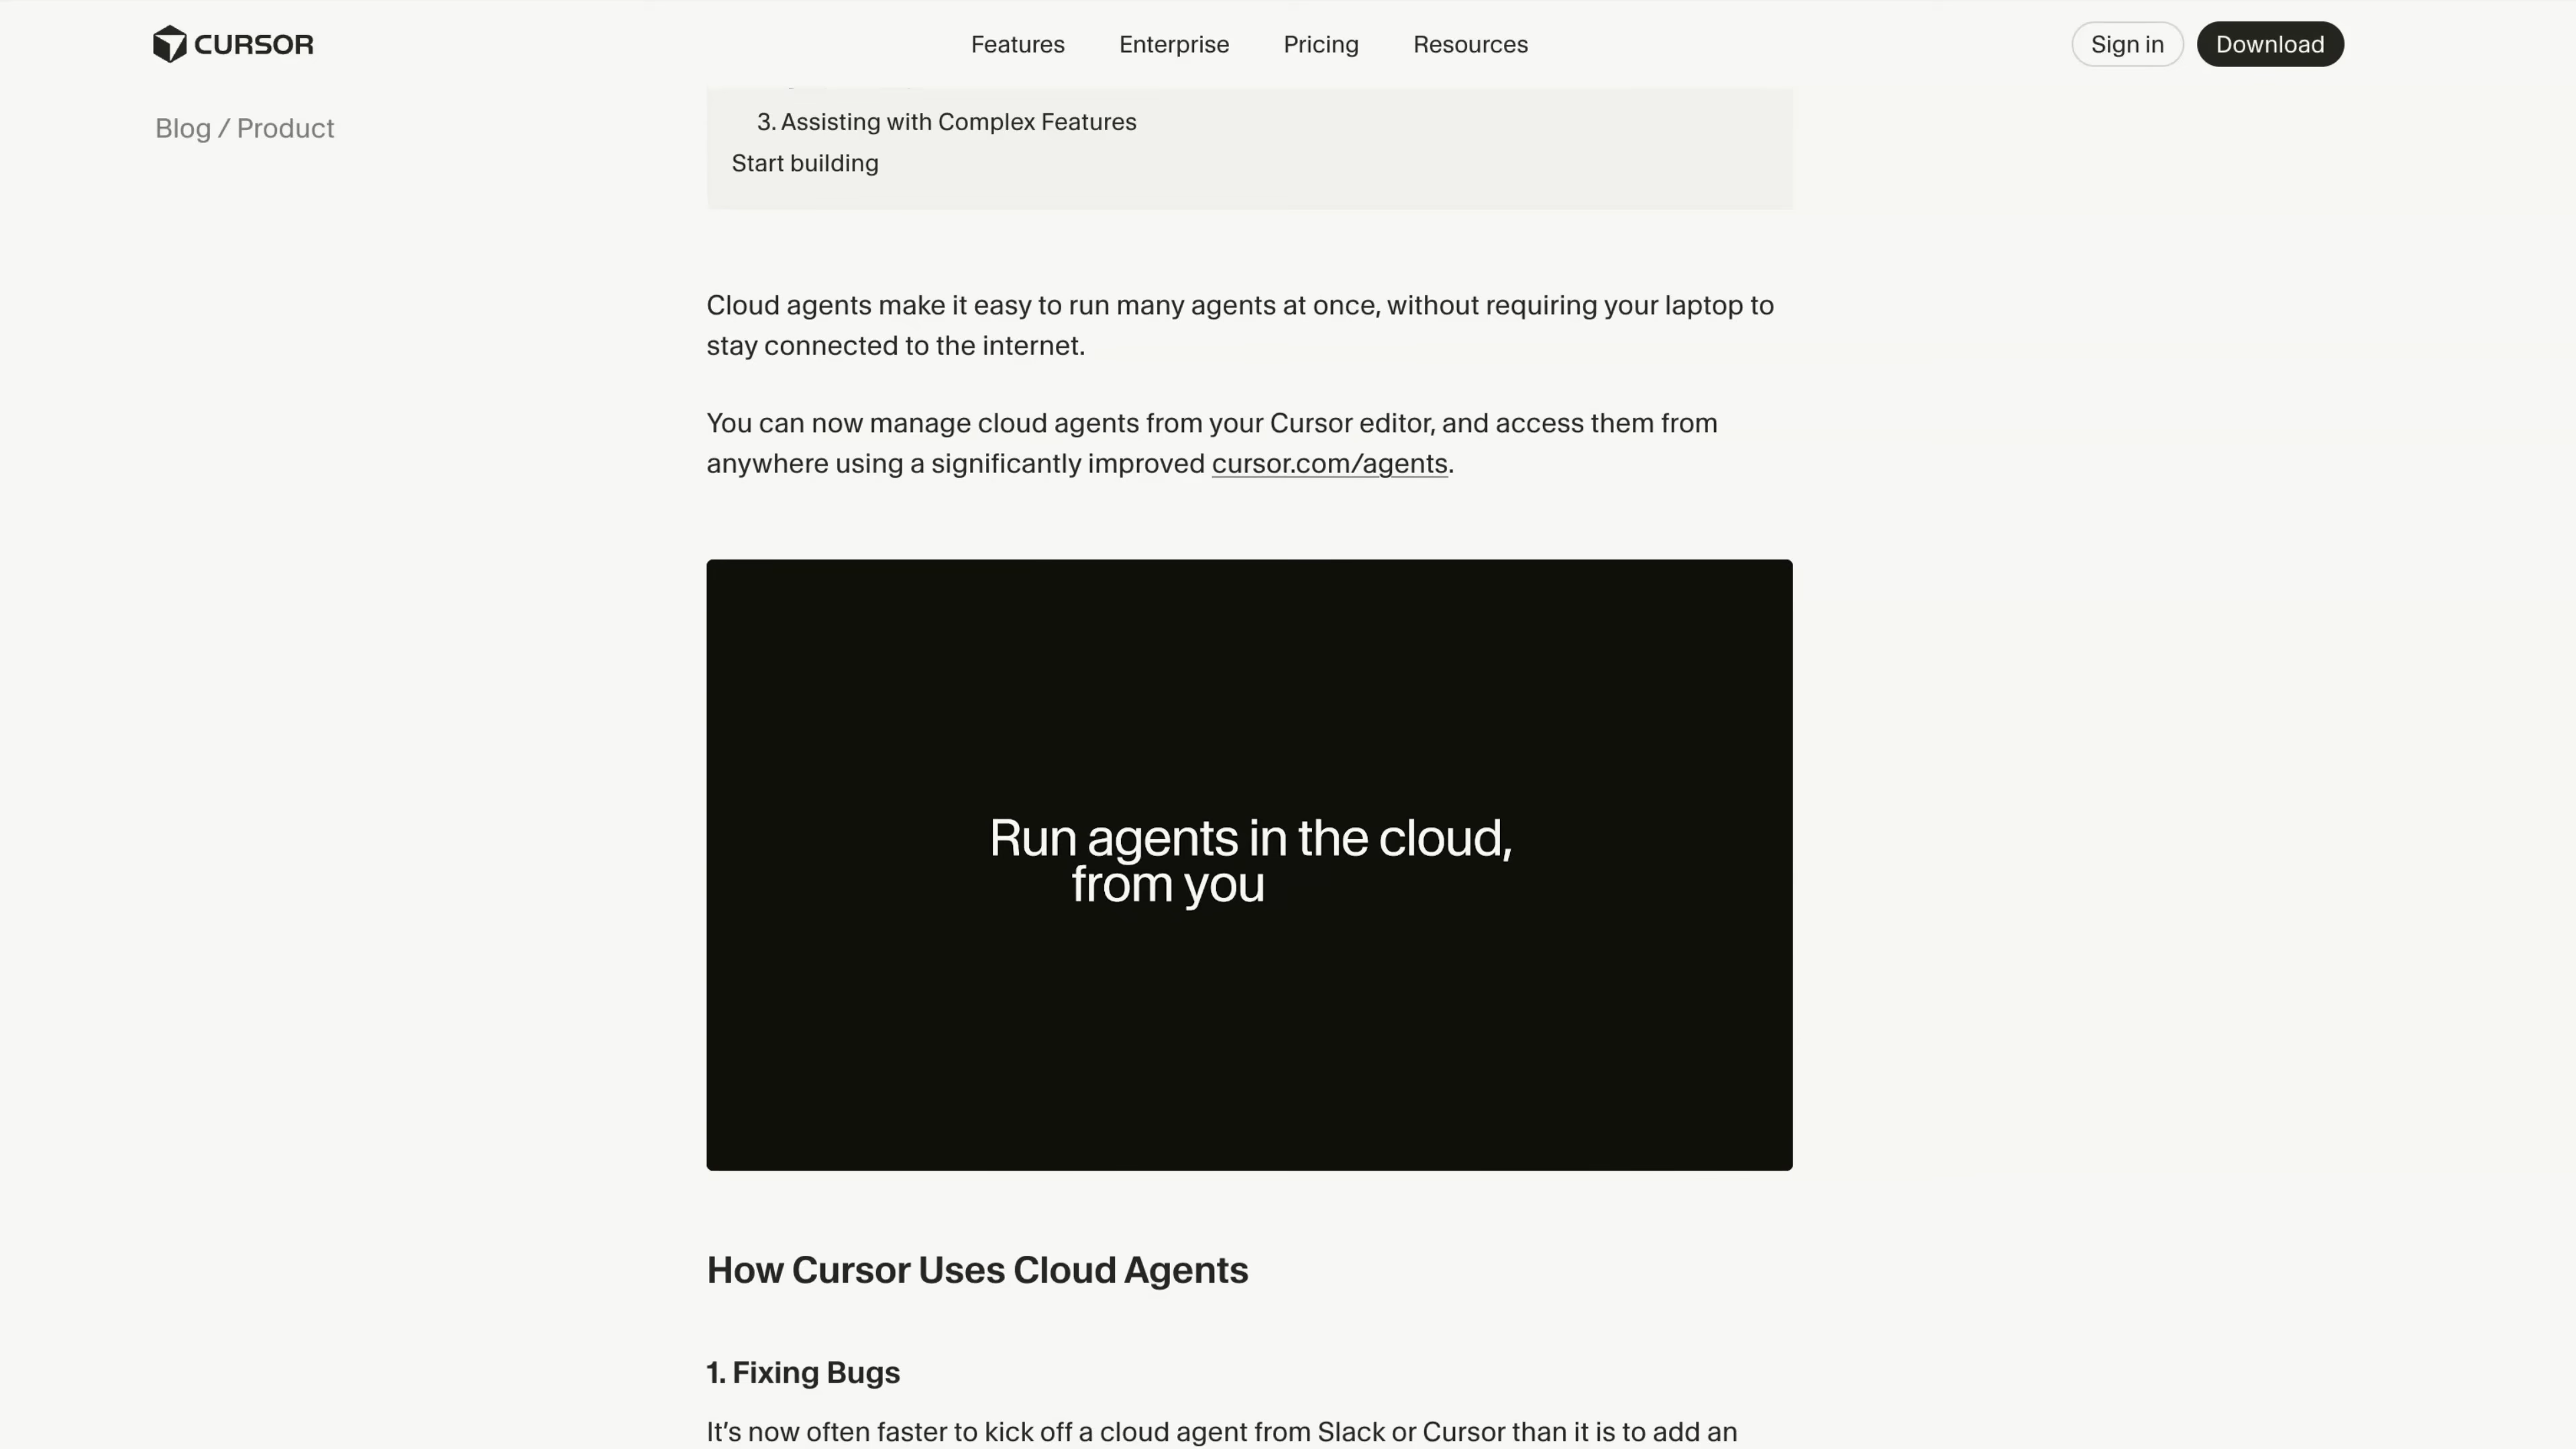 CURSOR
Features
Enterprise
Pricing
Resources
Sign in
Download
Blog / Product
3. Assisting with Complex Features
Start building
Cloud agents make it easy to run many agents at once, without requiring your laptop to
stay connected to the internet.
You can now manage cloud agents from your Cursor editor, and access them from
anywhere using a significantly improved cursor.com/agents.
Run agents in the cloud,
from you
How Cursor Uses Cloud Agents
1. Fixing Bugs
It’s now often faster to kick off a cloud agent from Slack or Cursor than it is to add an